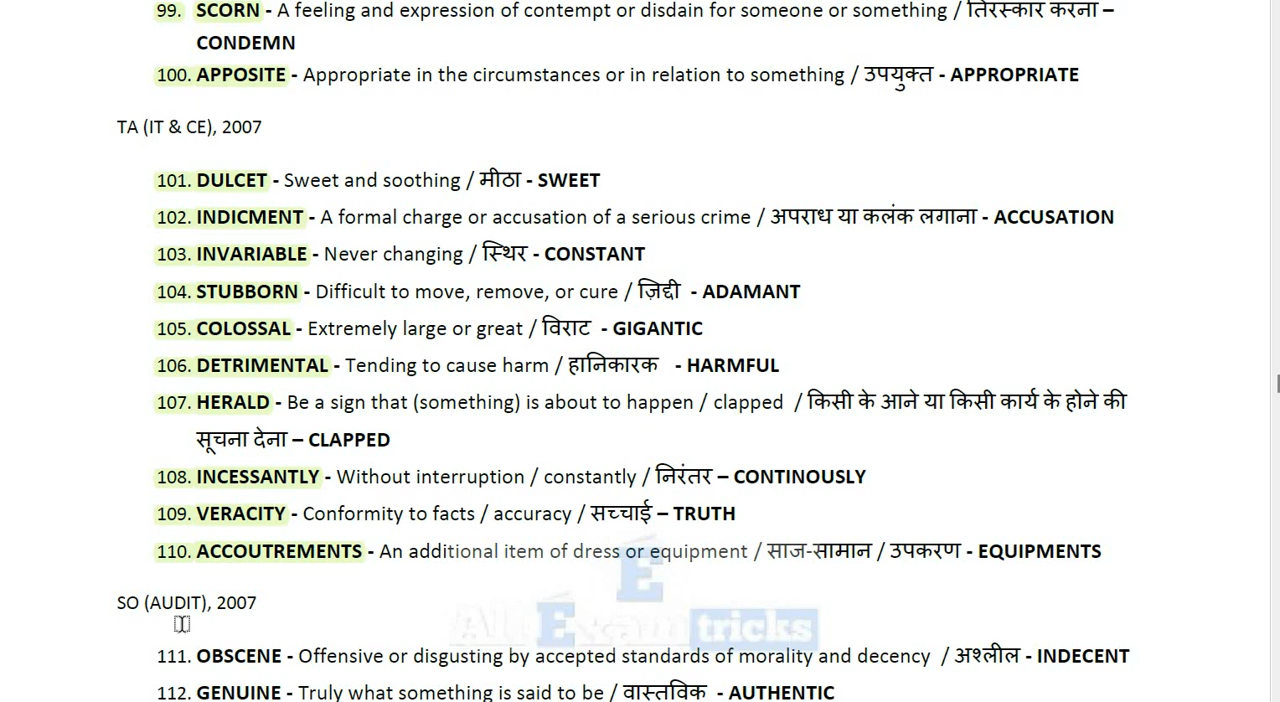 99. SCORN - A feeling and expression of contempt or disdain for someone or something / तिरस्कार करना –
CONDEMN
100. APPOSITE - Appropriate in the circumstances or in relation to something / उपयुक्त - APPROPRIATE
TA (IT & CE), 2007
101. DULCET - Sweet and soothing / मीठा - SWEET
102. INDICMENT - A formal charge or accusation of a serious crime / अपराध या कलंक लगाना - ACCUSATION
103. INVARIABLE - Never changing / स्थिर - CONSTANT
104. STUBBORN - Difficult to move, remove, or cure / ज़िद्दी - ADAMANT
105. COLOSSAL - Extremely large or great / विराट - GIGANTIC
106. DETRIMENTAL - Tending to cause harm / हानिकारक - HARMFUL
107. HERALD - Be a sign that (something) is about to happen / clapped / किसी के आने या किसी कार्य के होने की
सूचना देना – CLAPPED
108. INCESSANTLY - Without interruption / constantly / निरंतर – CONTINOUSLY
109. VERACITY - Conformity to facts / accuracy / सच्चाई – TRUTH
110. ACCOUTREMENTS - An additional item of dress or equipment / साज-सामान / उपकरण - EQUIPMENTS
E
SO (AUDIT), 2007
All Exam tricks
111. OBSCENE - Offensive or disgusting by accepted standards of morality and decency / अश्लील - INDECENT
112. GENUINE - Truly what something is said to be / वास्तविक - AUTHENTIC